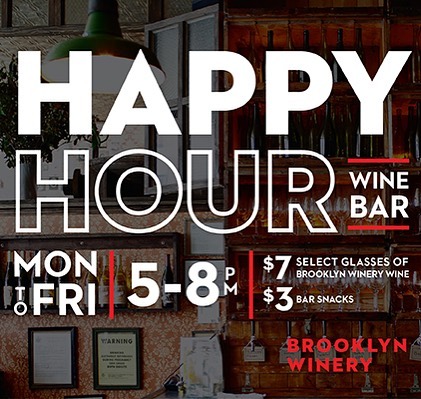 HAPPY
HOUR
WINE
BAR
MON
TO
FRI
5-8 PM
$7 SELECT GLASSES OF
BROOKLYN WINERY WINE
$3 BAR SNACKS
BROOKLYN
WINERY
WARNING